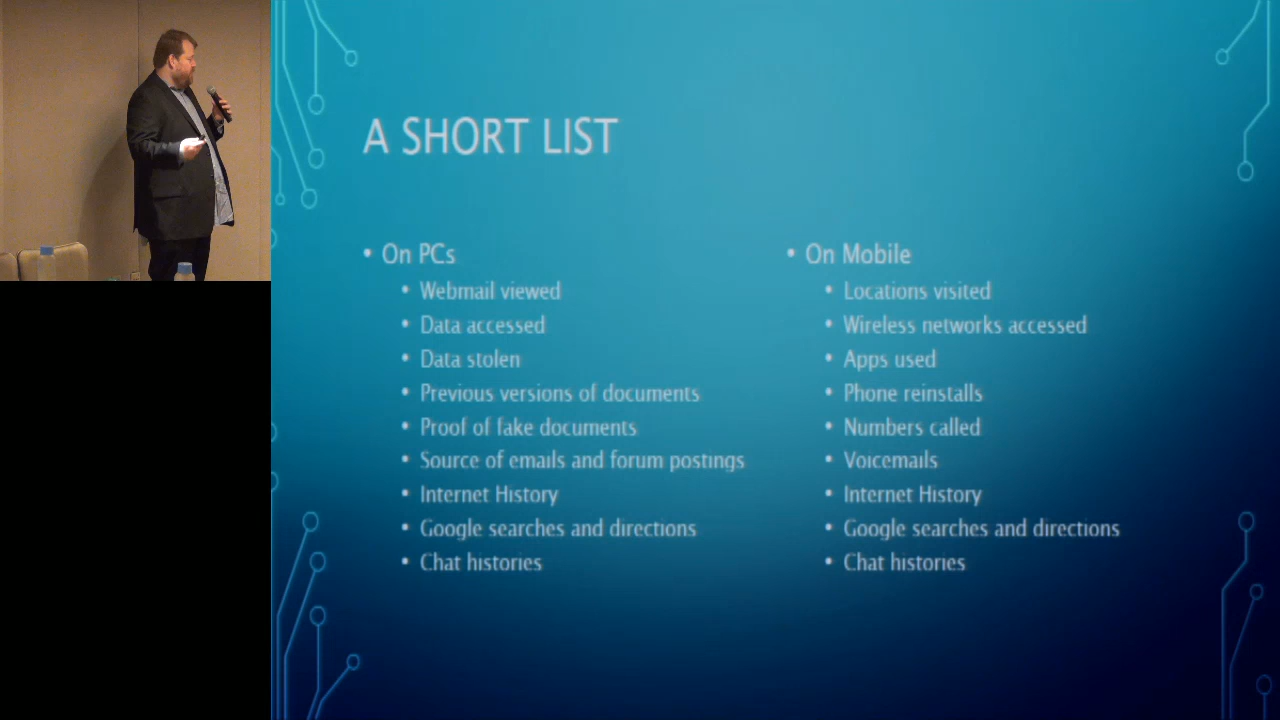 A SHORT LIST
• On PCs
• Webmail viewed
• Data accessed
• Data stolen
• Previous versions of documents
• Proof of fake documents
• Source of emails and forum postings
• Internet History
• Google searches and directions
• Chat histories
• On Mobile
• Locations visited
• Wireless networks accessed
• Apps used
• Phone reinstalls
• Numbers called
• Voicemails
• Internet History
• Google searches and directions
• Chat histories